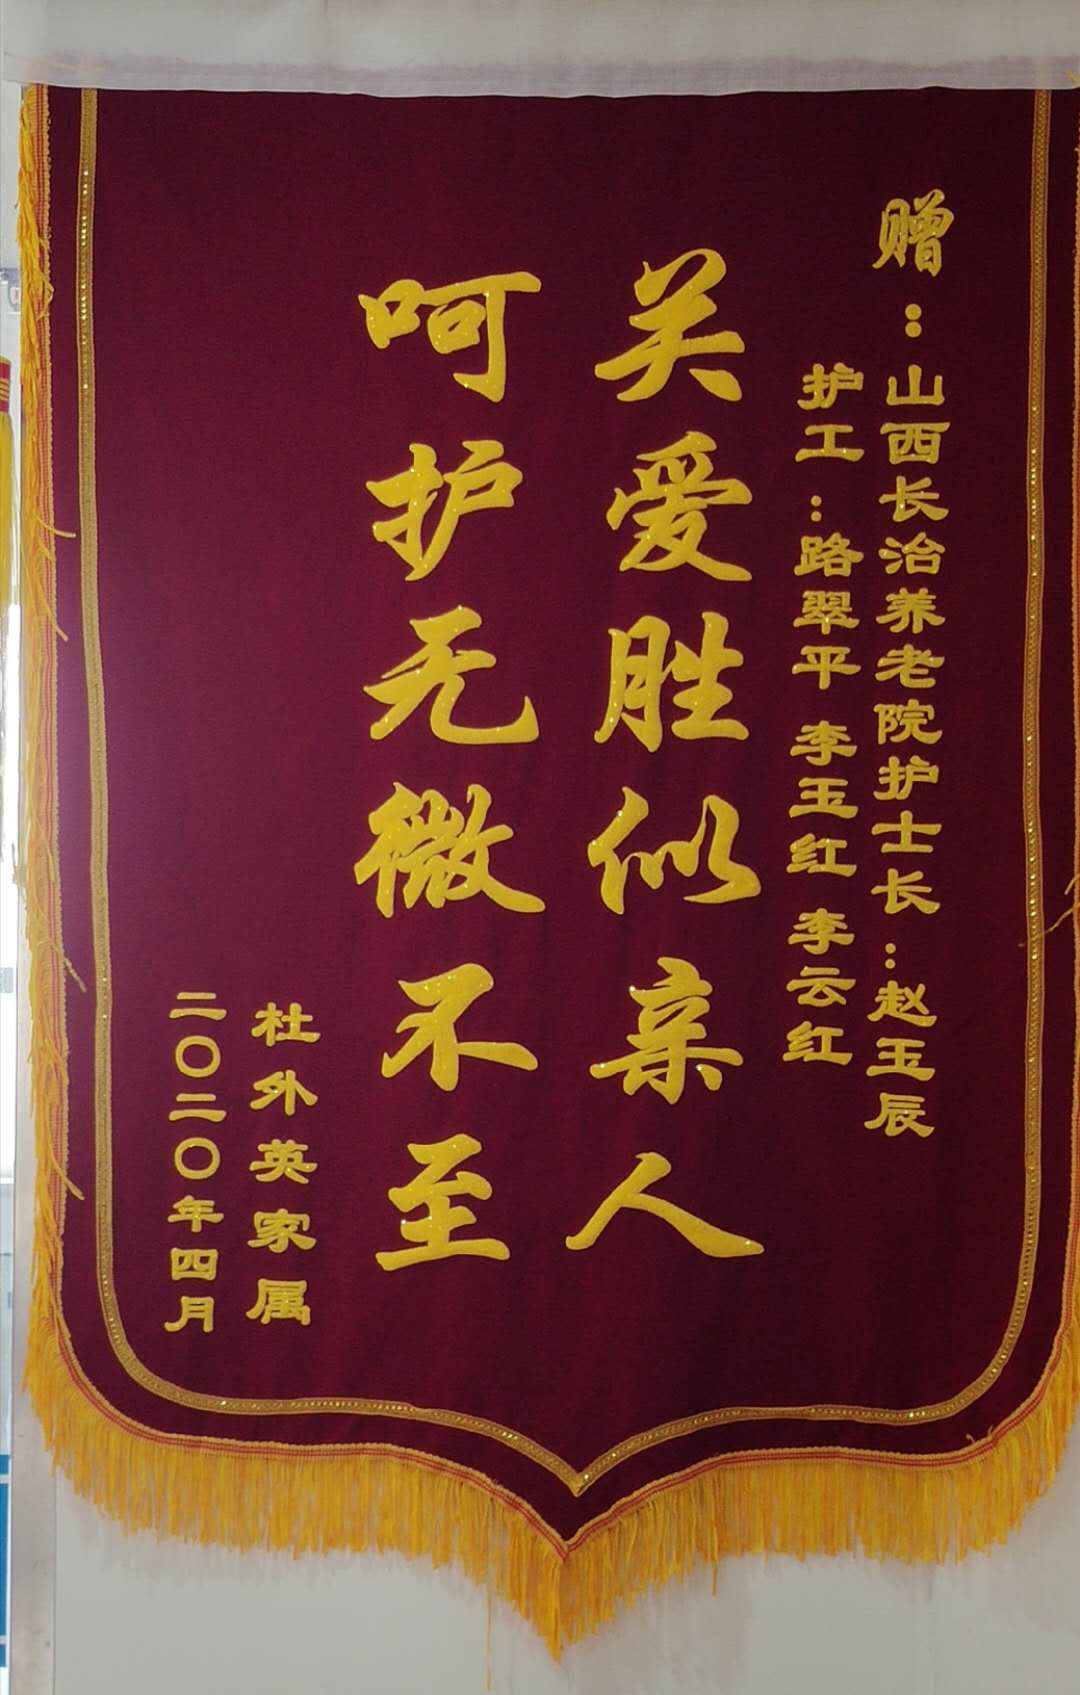 赠：山西长治养老院护士长：赵玉辰
护工：路翠平 李玉红 李云红
关爱胜似亲人
呵护无微不至
杜外英家属
二〇二〇年四月